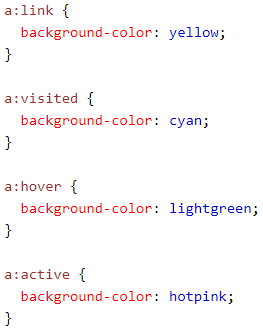 a:link {
  background-color: yellow;
}

a:visited {
  background-color: cyan;
}

a:hover {
  background-color: lightgreen;
}

a:active {
  background-color: hotpink;
}